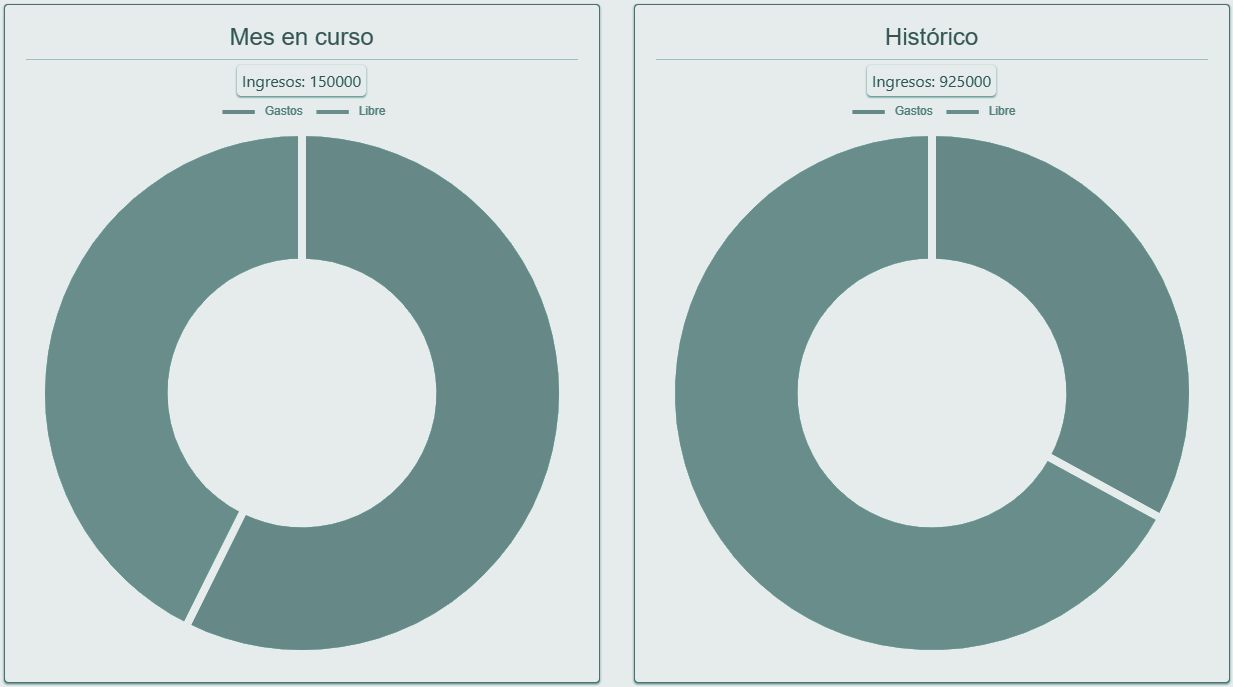 Mes en curso
Ingresos: 150000
Gastos Libre
Histórico
Ingresos: 925000
Gastos Libre